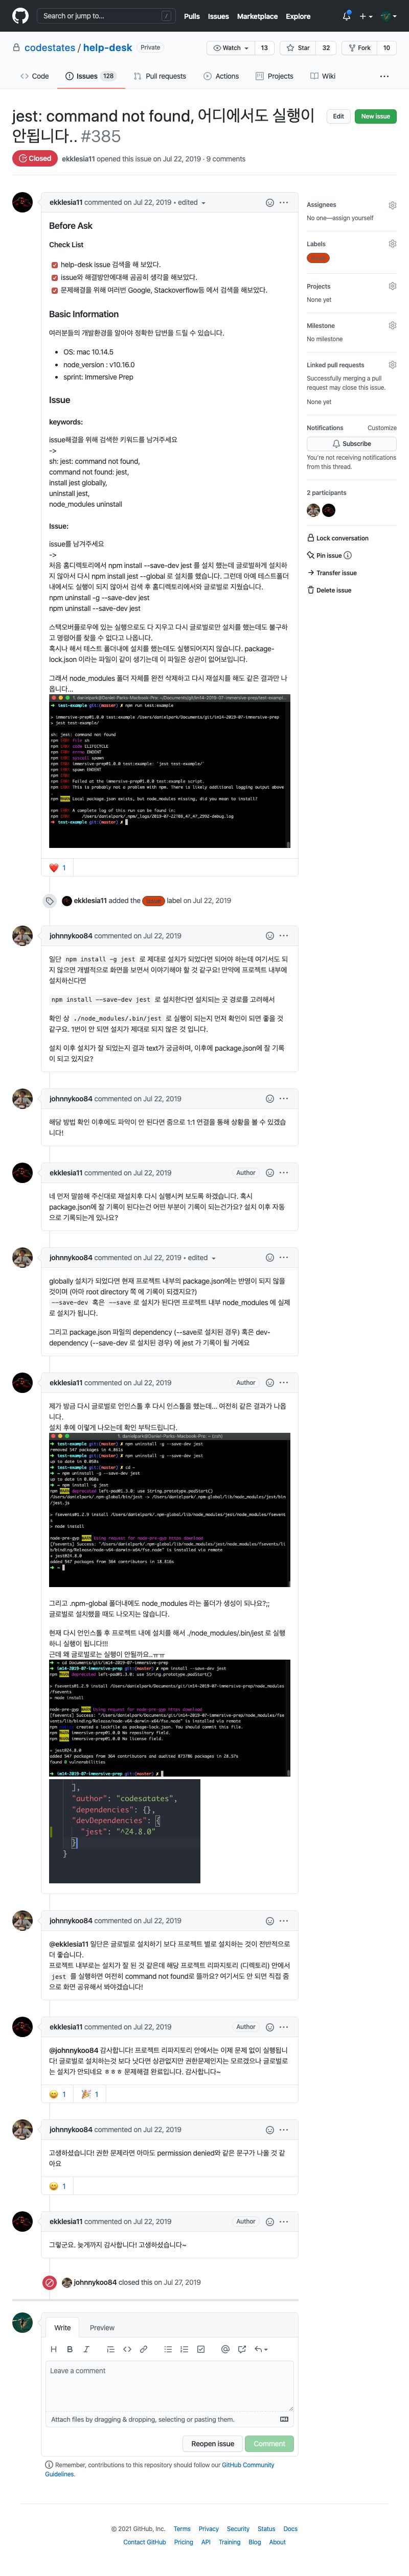 Search or jump to...
/
Pulls Issues Marketplace Explore
codestates / help-desk Private
Watch 13 Star 32 Fork 10
Code Issues 128 Pull requests Actions Projects Wiki
jest: command not found, 어디에서도 실행이
안됩니다.. #385
Edit New issue
Closed ekklesia11 opened this issue on Jul 22, 2019 · 9 comments
ekklesia11 commented on Jul 22, 2019 • edited
Before Ask
Check List
help-desk issue 검색을 해 보았다.
issue와 해결방안에대해 곰곰히 생각을 해보았다.
문제해결을 위해 여러번 Google, Stackoverflow등 에서 검색을 해보았다.
Basic Information
여러분들의 개발환경을 알아야 정확한 답변을 드릴 수 있습니다.
OS: mac 10.14.5
node_version : v10.16.0
sprint: Immersive Prep
Issue
keywords:
issue해결을 위해 검색한 키워드를 남겨주세요
->
sh: jest: command not found,
command not found: jest,
install jest globally,
uninstall jest,
node_modules uninstall
Issue:
issue를 남겨주세요
->
처음 홈디렉토리에서 npm install --save-dev jest 를 설치 했는데 글로벌하게 설치하지
않아서 다시 npm install jest --global 로 설치를 했습니다. 그런데 아예 테스트폴더
내에서도 실행이 되지 않아서 검색 후 홈디렉토리에서와 글로벌로 지웠습니다.
npm uninstall -g --save-dev jest
npm uninstall --save-dev jest
스택오버플로우에 있는 실행으로도 다 지우고 다시 글로벌로만 설치를 했는데도 불구하
고 명령어를 찾을 수 없다고 나옵니다.
혹시나 해서 테스트 폴더내에 설치를 했는데도 실행되어지지 않습니다. package-
lock.json 이라는 파일이 같이 생기는데 이 파일은 상관이 없어보입니다.
그래서 node_modules 폴더 자체를 완전 삭제하고 다시 재설치를 해도 같은 결과만 나
옵니다...
test-example git:(master) npm run test:example
sh: jest: command not found
❤️ 1
ekklesia11 added the label on Jul 22, 2019
johnnykoo84 commented on Jul 22, 2019
일단 npm install -g jest 로 제대로 설치가 되었다면 되어야 하는데 여기서도 되
지 않으면 개별적으로 화면을 보면서 이야기해야 할 것 같구요! 만약에 프로젝트 내부에
설치하신다면
npm install --save-dev jest 로 설치한다면 설치되는 곳 경로를 고려해서
확인 상 ./node_modules/.bin/jest 로 실행이 되는지 먼저 확인이 되면 좋을 것
같구요. 1번이 안 되면 설치가 제대로 되지 않은 것 입니다.
설치 이후 설치가 잘 되었는지 결과 text가 궁금하며, 이후에 package.json에 잘 기록
이 되고 있지요?
johnnykoo84 commented on Jul 22, 2019
해당 방법 확인 이후에도 파악이 안 된다면 줌으로 1:1 연결을 통해 상황을 볼 수 있겠습
니다!
ekklesia11 commented on Jul 22, 2019 Author
네 먼저 말씀해 주신대로 재설치후 다시 실행시켜 보도록 하겠습니다. 혹시
package.json에 잘 기록이 된다는건 어떤 부분이 기록이 되는건가요? 설치 이후 자동
으로 기록되는게 있나요?
johnnykoo84 commented on Jul 22, 2019 • edited
globally 설치가 되었다면 현재 프로젝트 내부의 package.json에는 반영이 되지 않을
것이며 (아마 root directory 쪽 에 기록이 되겠지요?)
--save-dev 혹은 --save 로 설치가 된다면 프로젝트 내부 node_modules 에 실제
로 설치가 됩니다.
그리고 package.json 파일의 dependency (--save로 설치된 경우) 혹은 dev-
dependency (--save-dev 로 설치된 경우) 에 jest 가 기록이 될 거에요
ekklesia11 commented on Jul 22, 2019 Author
제가 방금 다시 글로벌로 언인스톨 후 다시 인스톨을 했는데... 여전히 같은 결과가 나옵
니다.
설치 후에 이렇게 나오는데 확인 부탁드립니다.
그리고 .npm-global 폴더내에도 node_modules 라는 폴더가 생성이 되나요?;;
글로벌로 설치했을 때도 나오지는 않습니다.
현재 다시 언인스톨 후 프로젝트 내에 설치를 해서 ./node_modules/.bin/jest 로 실행
하니 실행이 됩니다!!!
근데 왜 글로벌로는 실행이 안될까요..ㅠㅠ
],
"author": "codesatates",
"dependencies": {},
"devDependencies": {
"jest": "^24.8.0"
}
}
johnnykoo84 commented on Jul 22, 2019
@ekklesia11 일단은 글로벌로 설치하기 보다 프로젝트 별로 설치하는 것이 전반적으로
더 좋습니다.
프로젝트 내부로는 설치가 잘 된 것 같은데 해당 프로젝트 리파지토리 (디렉토리) 안에서
jest 를 실행하면 여전히 command not found로 뜰까요? 여기서도 안 되면 직접 줌
으로 화면 공유해서 봐야겠습니다!
ekklesia11 commented on Jul 22, 2019 Author
@johnnykoo84 감사합니다! 프로젝트 리파지토리 안에서는 이제 문제 없이 실행됩니
다! 글로벌로 설치하는것 보다 낫다면 상관없지만 권한문제인지는 모르겠으나 글로벌로
는 설치가 안되네요 ㅎㅎㅎ 문제해결 완료입니다. 감사합니다~
😄 1 🎉 1
johnnykoo84 commented on Jul 22, 2019
고생하셨습니다! 권한 문제라면 아마도 permission denied와 같은 문구가 나올 것 같
아요
😄 1
ekklesia11 commented on Jul 22, 2019 Author
그렇군요. 늦게까지 감사합니다! 고생하셨습니다~
johnnykoo84 closed this on Jul 27, 2019
Write Preview
Leave a comment
Attach files by dragging & dropping, selecting or pasting them.
Reopen issue Comment
Remember, contributions to this repository should follow our GitHub Community
Guidelines.
Assignees
No one—assign yourself
Labels
Projects
None yet
Milestone
No milestone
Linked pull requests
Successfully merging a pull
request may close this issue.
None yet
Notifications Customize
Subscribe
You're not receiving notifications
from this thread.
2 participants
Lock conversation
Pin issue
Transfer issue
Delete issue
© 2021 GitHub, Inc. Terms Privacy Security Status Docs
Contact GitHub Pricing API Training Blog About